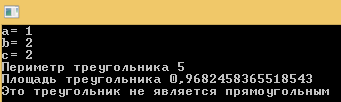 a= 1
b= 2
c= 2
Периметр треугольника 5
Площадь треугольника 0,9682458365518543
Это треугольник не является прямоугольным